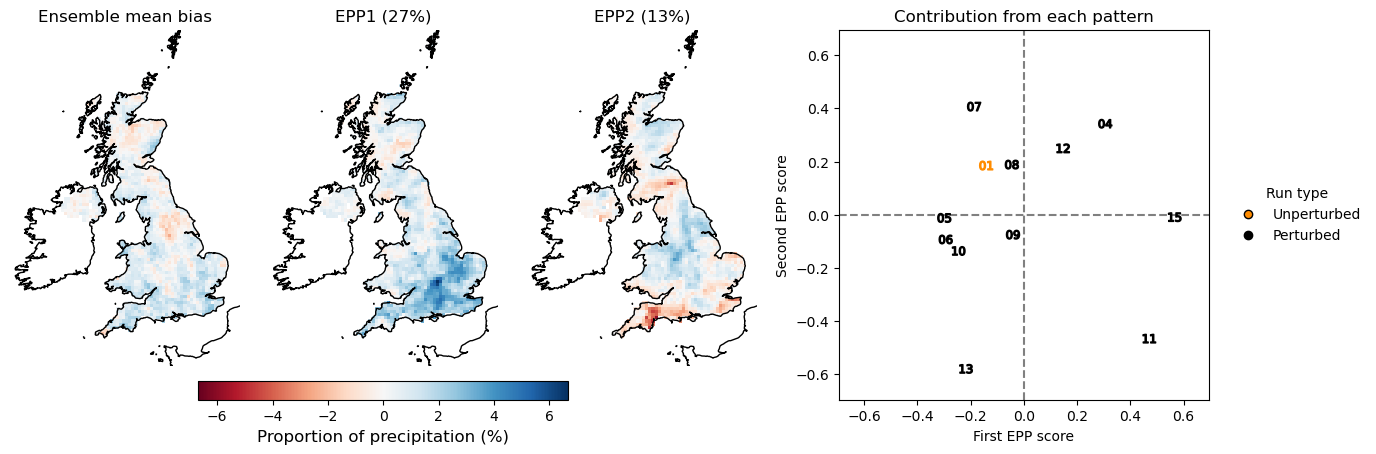 Ensemble mean bias
EPP1 (27%)
EPP2 (13%)
−6 −4 −2 0 2 4 6
Proportion of precipitation (%)
Contribution from each pattern
Second EPP score
0.6
0.4
0.2
0.0
−0.2
−0.4
−0.6
07
04
12
01
08
05
15
06
09
10
11
13
−0.6 −0.4 −0.2 0.0 0.2 0.4 0.6
First EPP score
Run type
Unperturbed
Perturbed